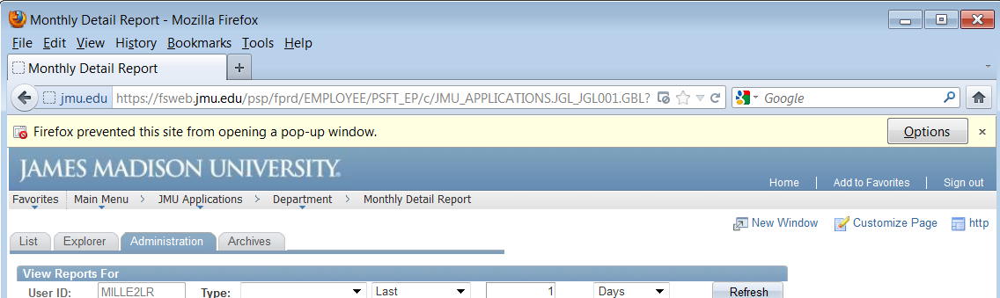 Monthly Detail Report - Mozilla Firefox
File Edit View History Bookmarks Tools Help
Monthly Detail Report +
jmu.edu https://fsweb.jmu.edu/psp/fprd/EMPLOYEE/PSFT_EP/c/JMU_APPLICATIONS.JGL_JGL001.GBL? Google
Firefox prevented this site from opening a pop-up window. Options ×
JAMES MADISON UNIVERSITY®
Home | Add to Favorites | Sign out
Favorites Main Menu > JMU Applications > Department > Monthly Detail Report
New Window Customize Page http
List Explorer Administration Archives
View Reports For
User ID: MILLE2LR Type: Last 1 Days Refresh